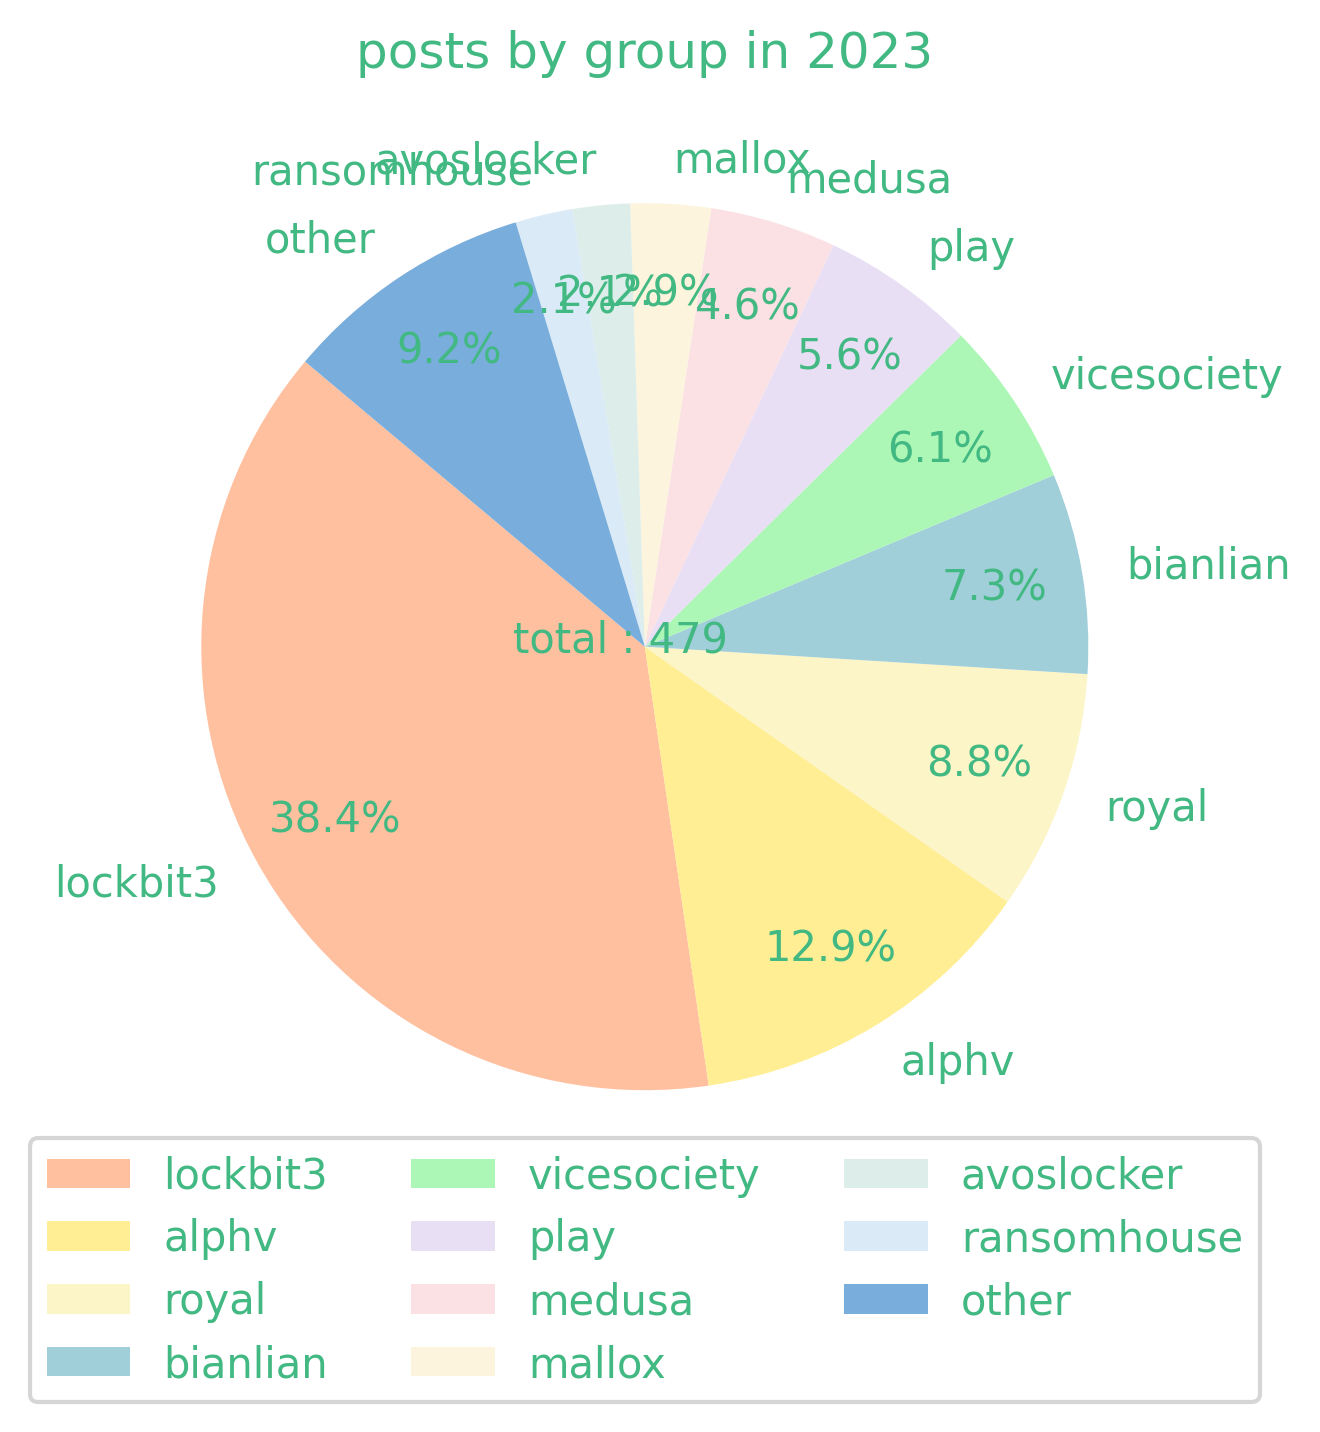 posts by group in 2023
avoslocker
mallox
ransomhouse
medusa
other
play
2.1%
2.1%
2.9%
4.6%
9.2%
5.6%
vicesociety
6.1%
bianlian
7.3%
total : 479
8.8%
royal
38.4%
lockbit3
12.9%
alphv
lockbit3
alphv
royal
bianlian
vicesociety
play
medusa
mallox
avoslocker
ransomhouse
other